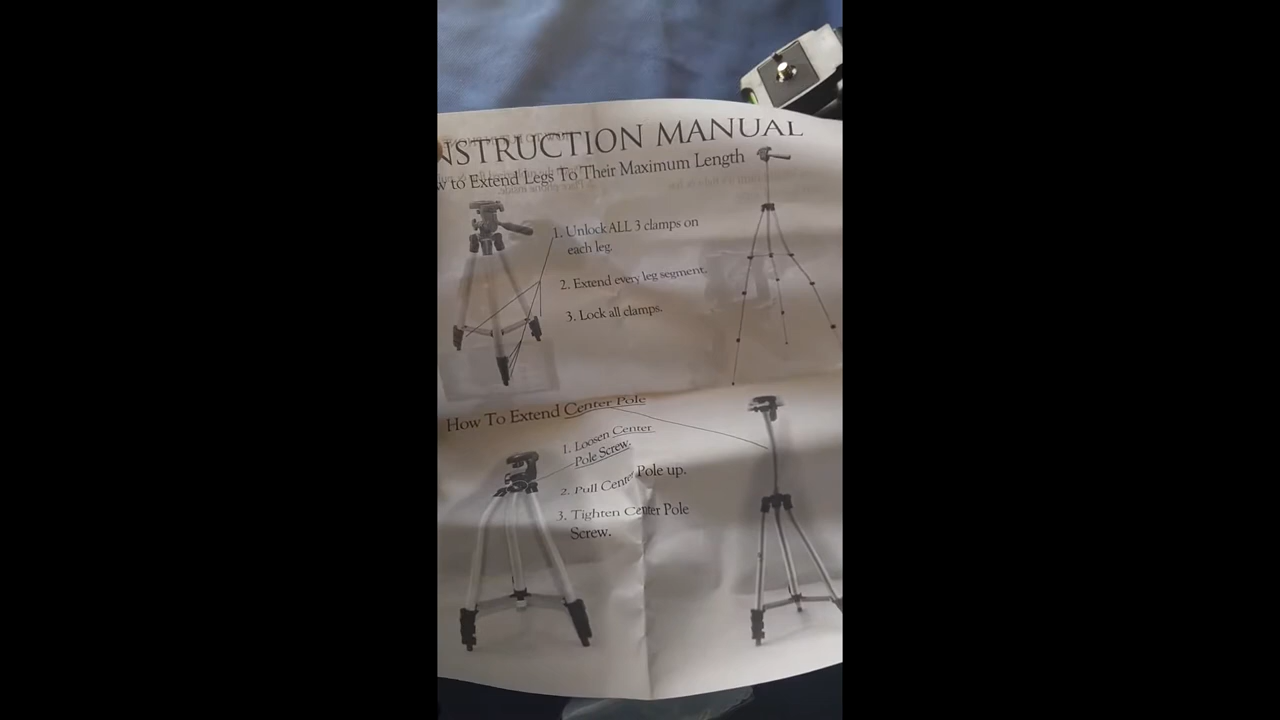 NSTRUCTION MANUAL
w to Extend Legs To Their Maximum Length
1. Unlock ALL 3 clamps on
each leg.
2. Extend every leg segment.
3. Lock all clamps.
How To Extend Center Pole
1. Loosen Center
Pole Screw.
2. Pull Center Pole up.
3. Tighten Center Pole
Screw.